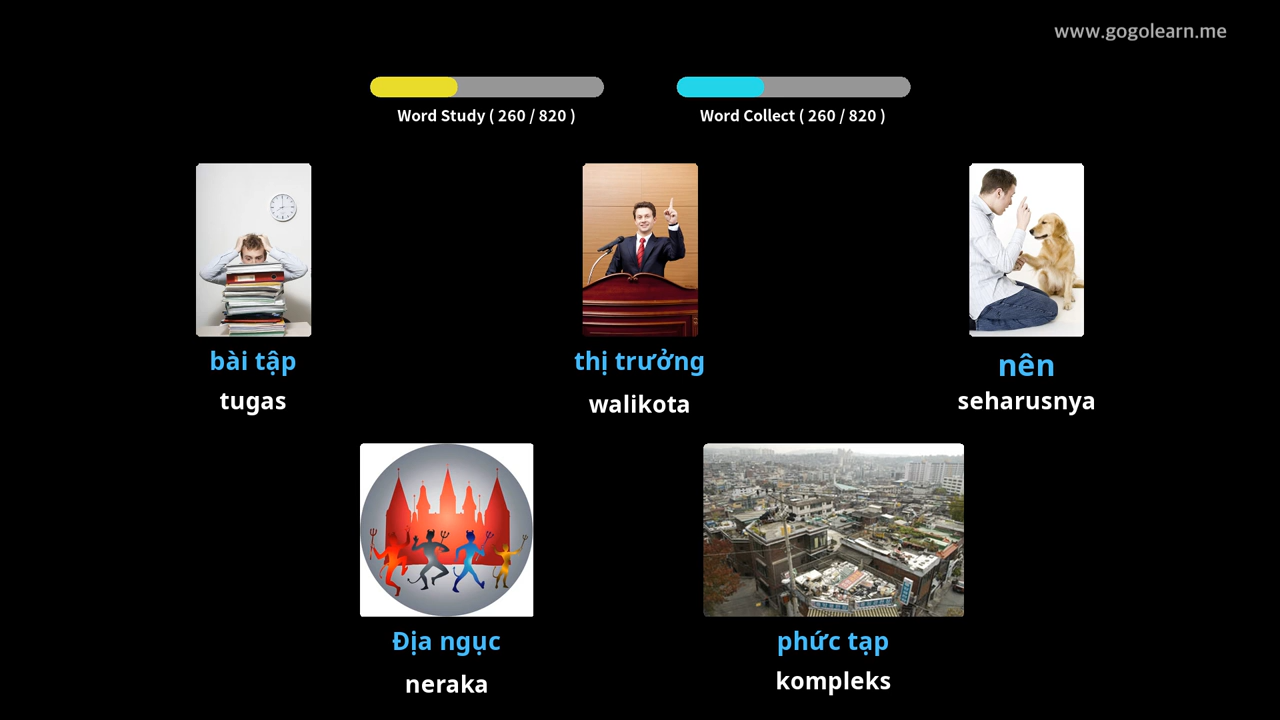 www.gogolearn.me
Word Study ( 260 / 820 )
Word Collect ( 260 / 820 )
bài tập
tugas
thị trưởng
walikota
nên
seharusnya
Địa ngục
neraka
phức tạp
kompleks